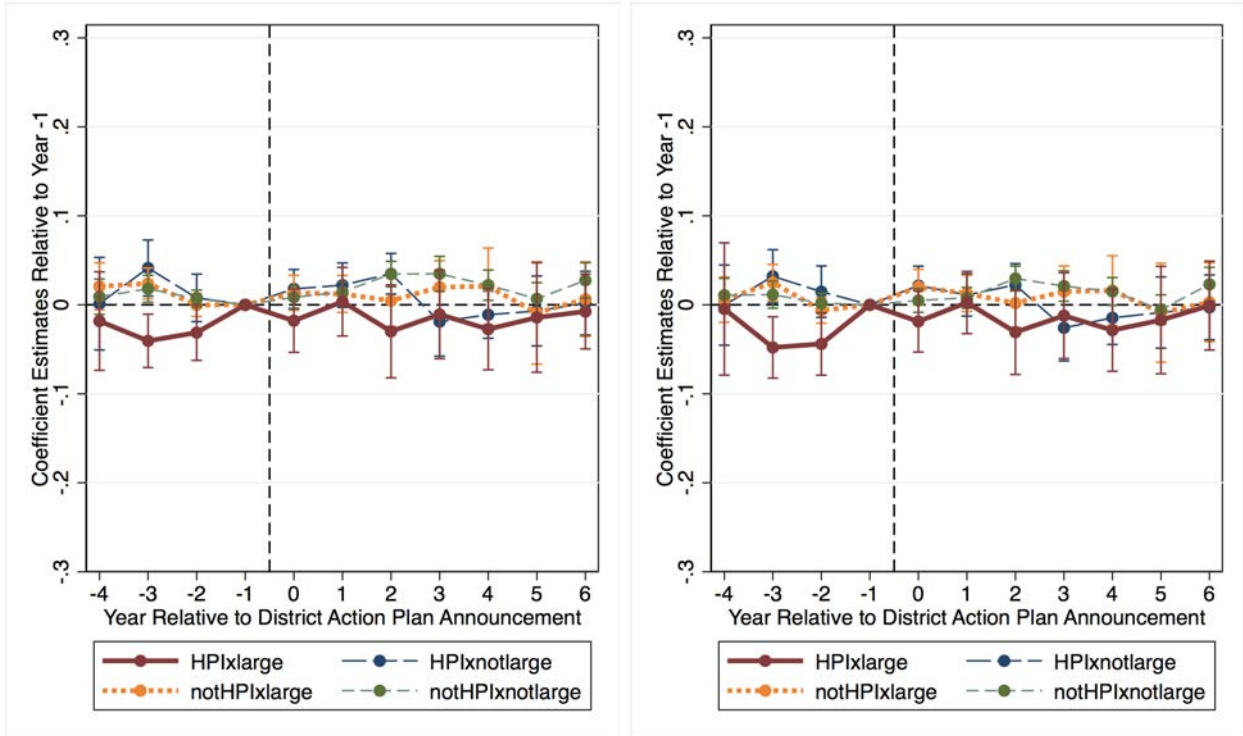 Coefficient Estimates Relative to Year -1
.3
.2
.1
0
-.1
-.2
-.3
-4 -3 -2 -1 0 1 2 3 4 5 6
Year Relative to District Action Plan Announcement
HPIxlarge HPIxnotlarge
notHPIxlarge notHPIxnotlarge
Coefficient Estimates Relative to Year -1
.3
.2
.1
0
-.1
-.2
-.3
-4 -3 -2 -1 0 1 2 3 4 5 6
Year Relative to District Action Plan Announcement
HPIxlarge HPIxnotlarge
notHPIxlarge notHPIxnotlarge